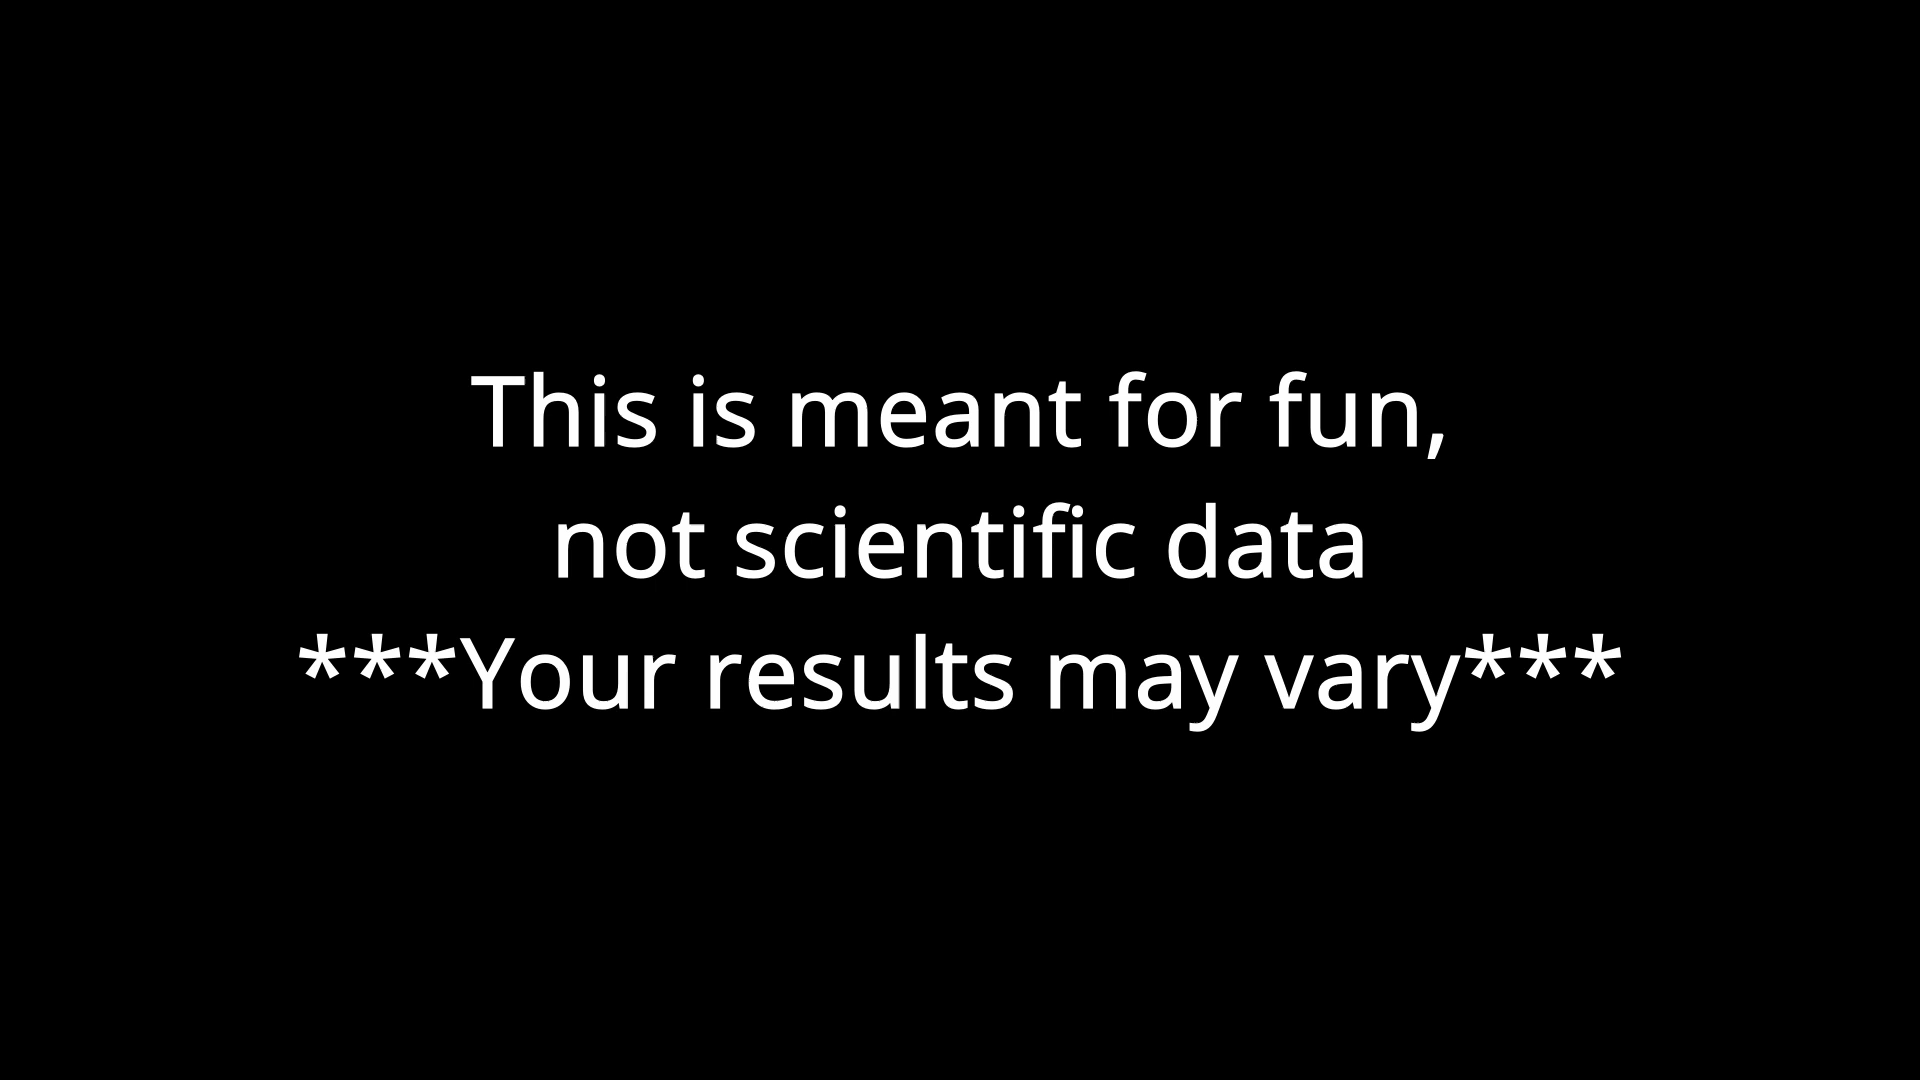 This is meant for fun,
not scientific data
***Your results may vary***